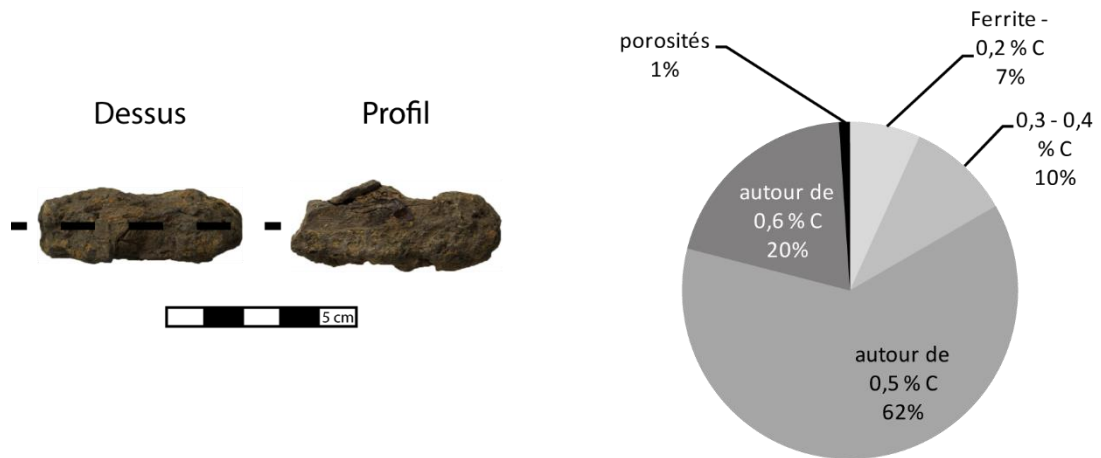 Dessus
Profil
5 cm
porosités
1%
Ferrite -
0,2 % C
7%
0,3 - 0,4
% C
10%
autour de
0,6 % C
20%
autour de
0,5 % C
62%